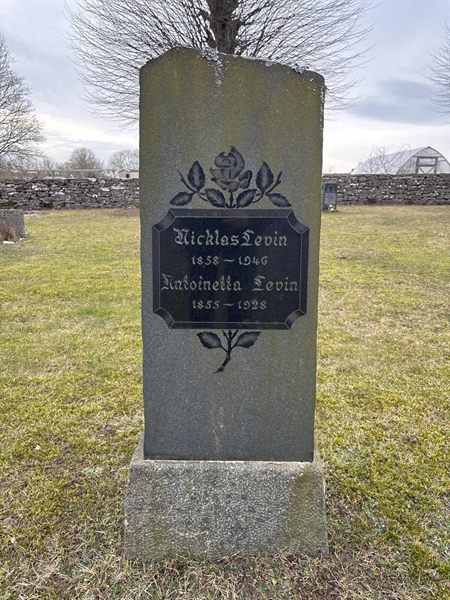 Nicklas Levin
1858 - 1946
Antoinetta Levin
1855 - 1928